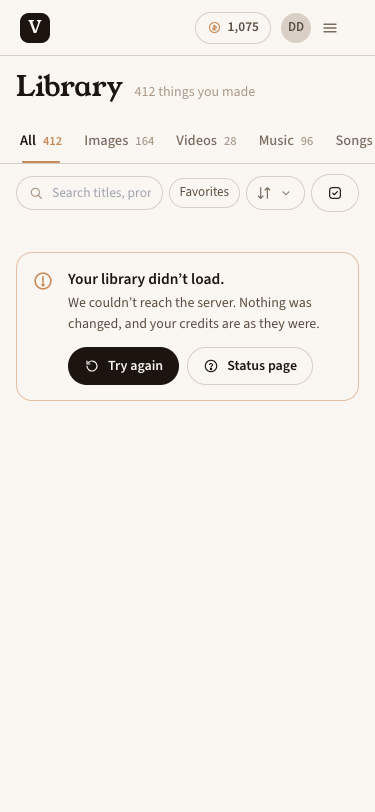 V
1,075
DD
Library 412 things you made
All 412 Images 164 Videos 28 Music 96 Songs
Search titles, pror Favorites
Your library didn’t load.
We couldn’t reach the server. Nothing was
changed, and your credits are as they were.
Try again Status page